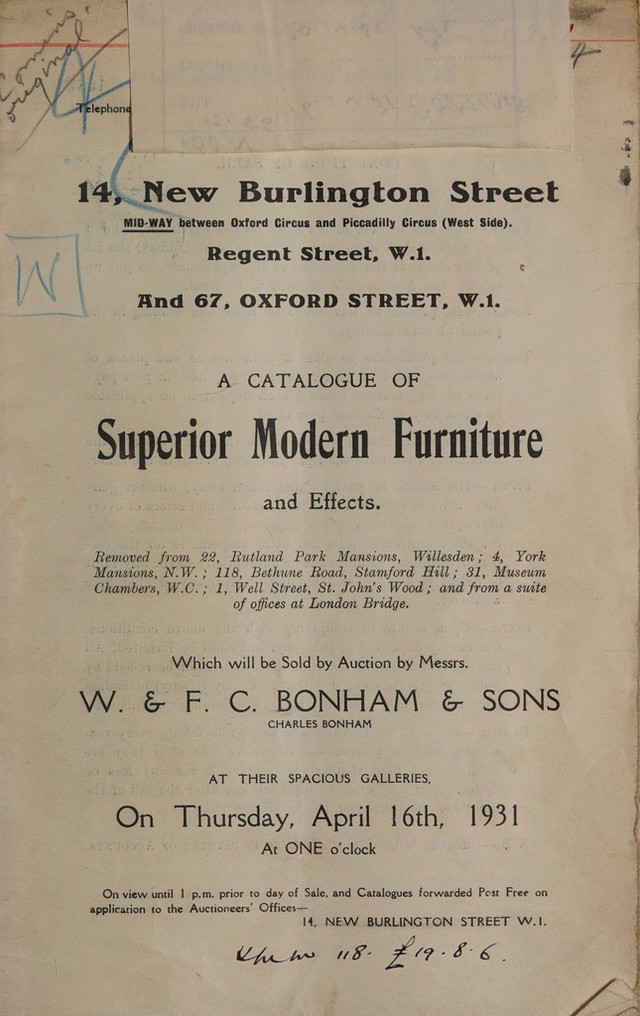 original
4
Telephone
14, New Burlington Street
MID-WAY between Oxford Circus and Piccadilly Circus (West Side).
Regent Street, W.1.
W
And 67, OXFORD STREET, W.1.
A CATALOGUE OF
Superior Modern Furniture
and Effects.
Removed from 22, Rutland Park Mansions, Willesden; 4, York
Mansions, N.W.; 118, Bethune Road, Stamford Hill; 31, Museum
Chambers, W.C.; 1, Well Street, St. John's Wood; and from a suite
of offices at London Bridge.
Which will be Sold by Auction by Messrs.
W. & F. C. BONHAM & SONS
CHARLES BONHAM
AT THEIR SPACIOUS GALLERIES,
On Thursday, April 16th, 1931
At ONE o'clock
On view until 1 p.m. prior to day of Sale, and Catalogues forwarded Post Free on
application to the Auctioneers' Offices—
14, NEW BURLINGTON STREET W.1.
118. £19.8.6.